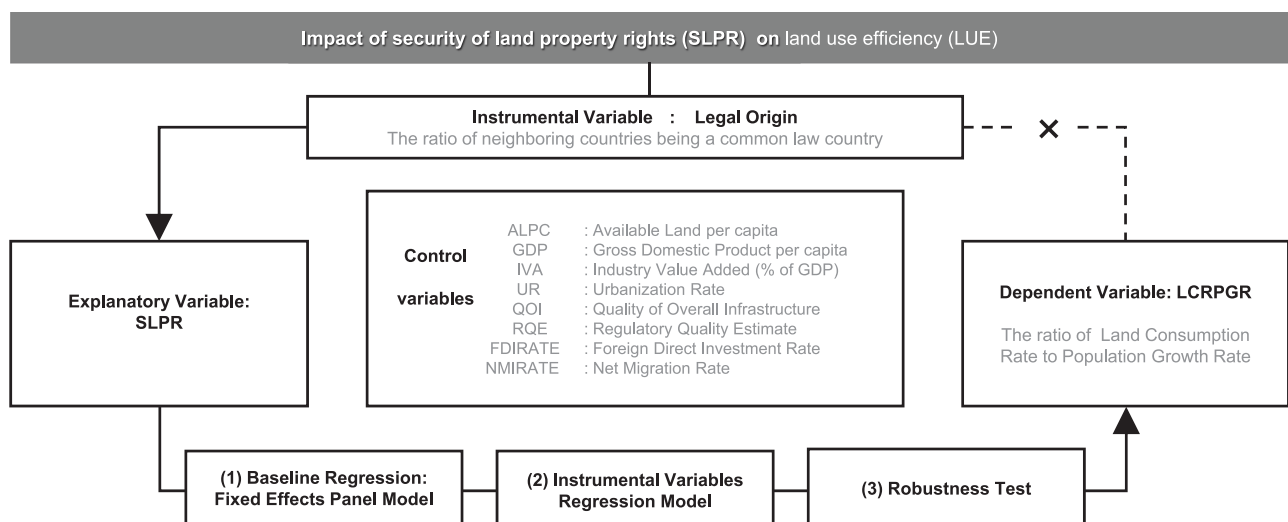 Impact of security of land property rights (SLPR) on land use efficiency (LUE)
Instrumental Variable : Legal Origin
The ratio of neighboring countries being a common law country
Explanatory Variable:
SLPR
Control
variables
ALPC : Available Land per capita
GDP : Gross Domestic Product per capita
IVA : Industry Value Added (% of GDP)
UR : Urbanization Rate
QOI : Quality of Overall Infrastructure
RQE : Regulatory Quality Estimate
FDIRATE : Foreign Direct Investment Rate
NMIRATE : Net Migration Rate
Dependent Variable: LCRPGR
The ratio of Land Consumption
Rate to Population Growth Rate
(1) Baseline Regression:
Fixed Effects Panel Model
(2) Instrumental Variables
Regression Model
(3) Robustness Test